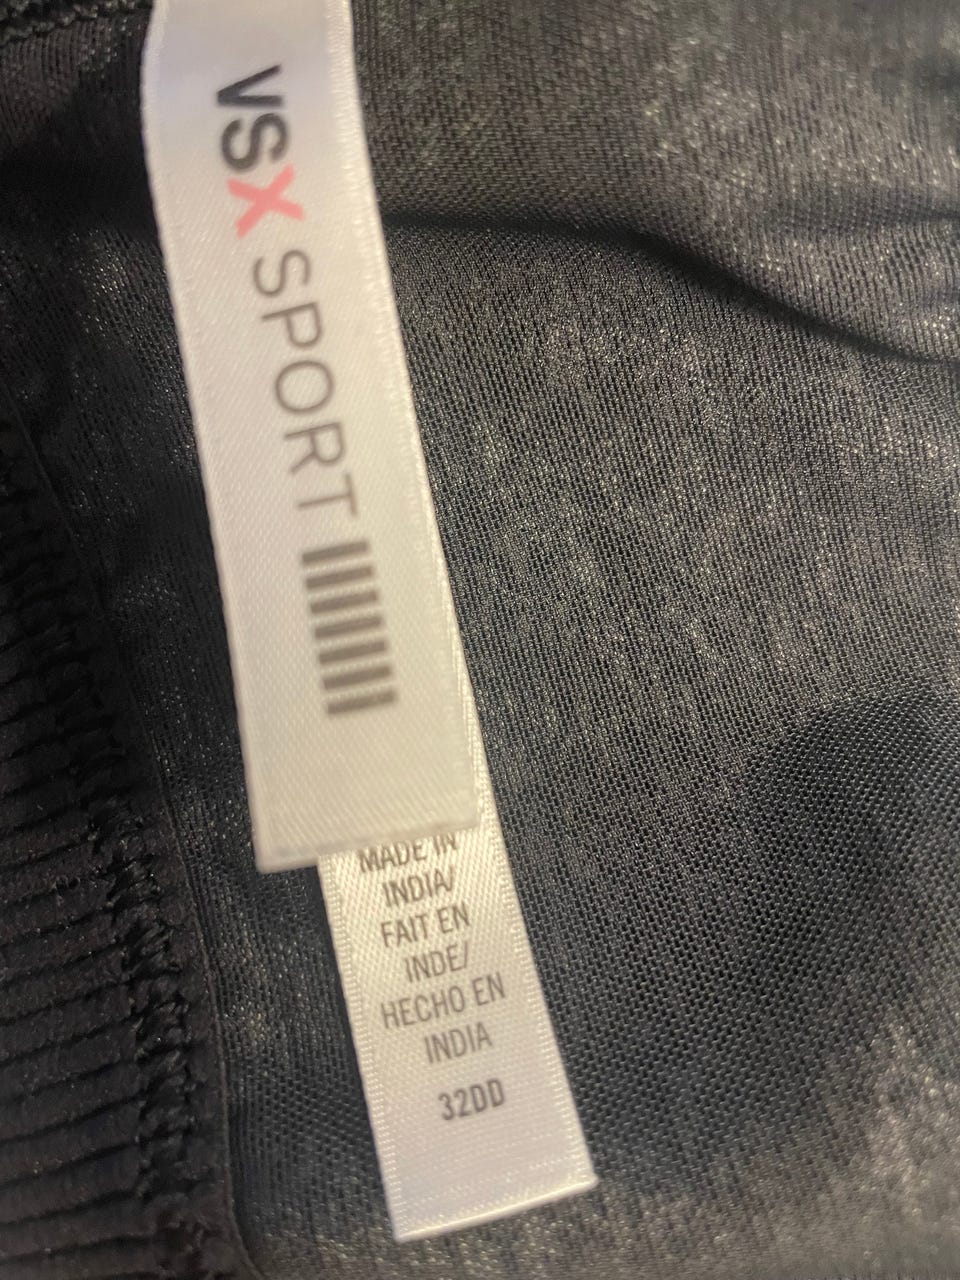 VSX SPORT
MADE IN
INDIA/
FAIT EN
INDE/
HECHO EN
INDIA
32DD